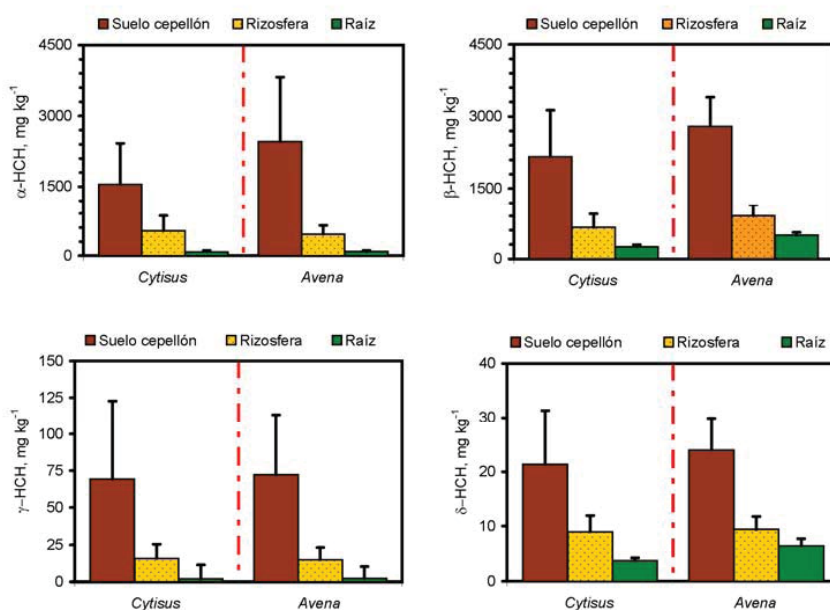 Suelo cepellón Rizosfera Raíz
4500
3000
1500
0
α-HCH, mg kg-1
Cytisus Avena
Suelo cepellón Rizosfera Raíz
4500
3000
1500
0
β-HCH, mg kg-1
Cytisus Avena
Suelo cepellón Rizosfera Raíz
150
125
100
75
50
25
0
γ-HCH, mg kg-1
Cytisus Avena
Suelo cepellón Rizosfera Raíz
40
30
20
10
0
δ-HCH, mg kg-1
Cytisus Avena